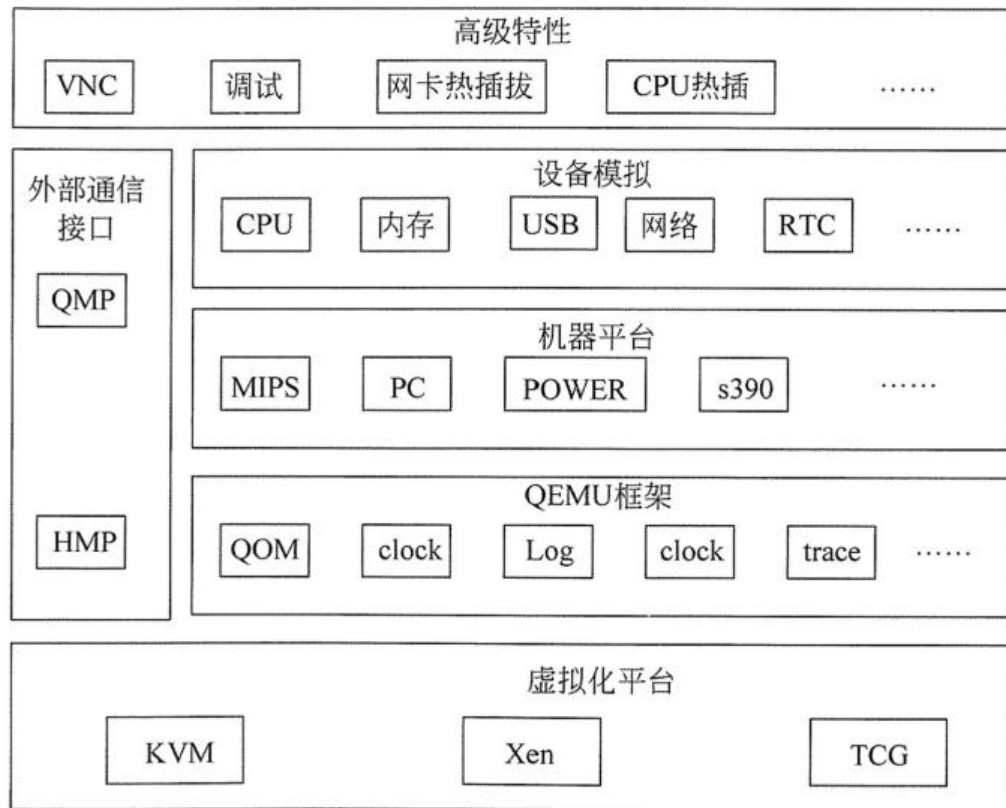 高级特性
VNC 调试 网卡热插拔 CPU热插 ……
外部通信
接口
QMP
HMP
设备模拟
CPU 内存 USB 网络 RTC ……
机器平台
MIPS PC POWER s390 ……
QEMU框架
QOM clock Log clock trace ……
虚拟化平台
KVM Xen TCG